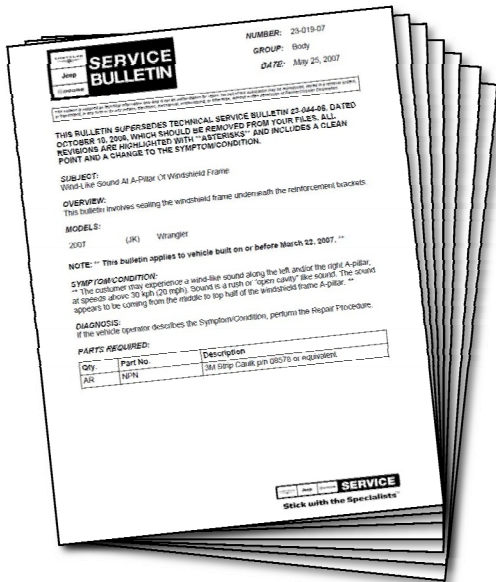 CHRYSLER
Jeep
SERVICE
BULLETIN
NUMBER: 23-019-07
GROUP: Body
DATE: May 25, 2007
THIS BULLETIN SUPERSEDES TECHNICAL SERVICE BULLETIN 23-044-06, DATED
OCTOBER 10, 2006, WHICH SHOULD BE REMOVED FROM YOUR FILES. ALL
REVISIONS ARE HIGHLIGHTED WITH **ASTERISKS** AND INCLUDES A CLEAN
POINT AND A CHANGE TO THE SYMPTOM/CONDITION.
SUBJECT:
Wind-Like Sound At A-Pillar Of Windshield Frame
OVERVIEW:
This bulletin involves sealing the windshield frame underneath the reinforcement brackets.
MODELS:
2007 (JK) Wrangler
NOTE: ** This bulletin applies to vehicle built on or before March 23, 2007. **
SYMPTOM/CONDITION:
** The customer may experience a wind-like sound along the left and/or the right A-pillar,
at speeds above 30 kph (20 mph). Sound is a rush or "open cavity" like sound. The sound
appears to be coming from the middle to top half of the windshield frame A-pillar. **
DIAGNOSIS:
If the vehicle operator describes the Symptom/Condition, perform the Repair Procedure.
PARTS REQUIRED:
Qty. Part No. Description
AR NPN 3M Strip Caulk p/n 08578 or equivalent
Jeep SERVICE
Stick with the Specialists